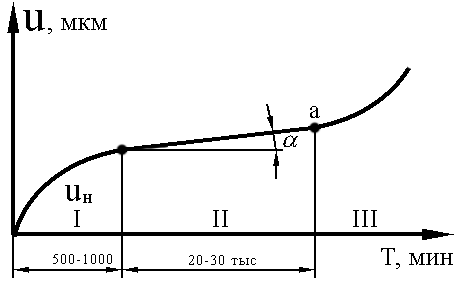 u, мкм
a
α
uн
I II III
T, мин
500-1000 20-30 тыс